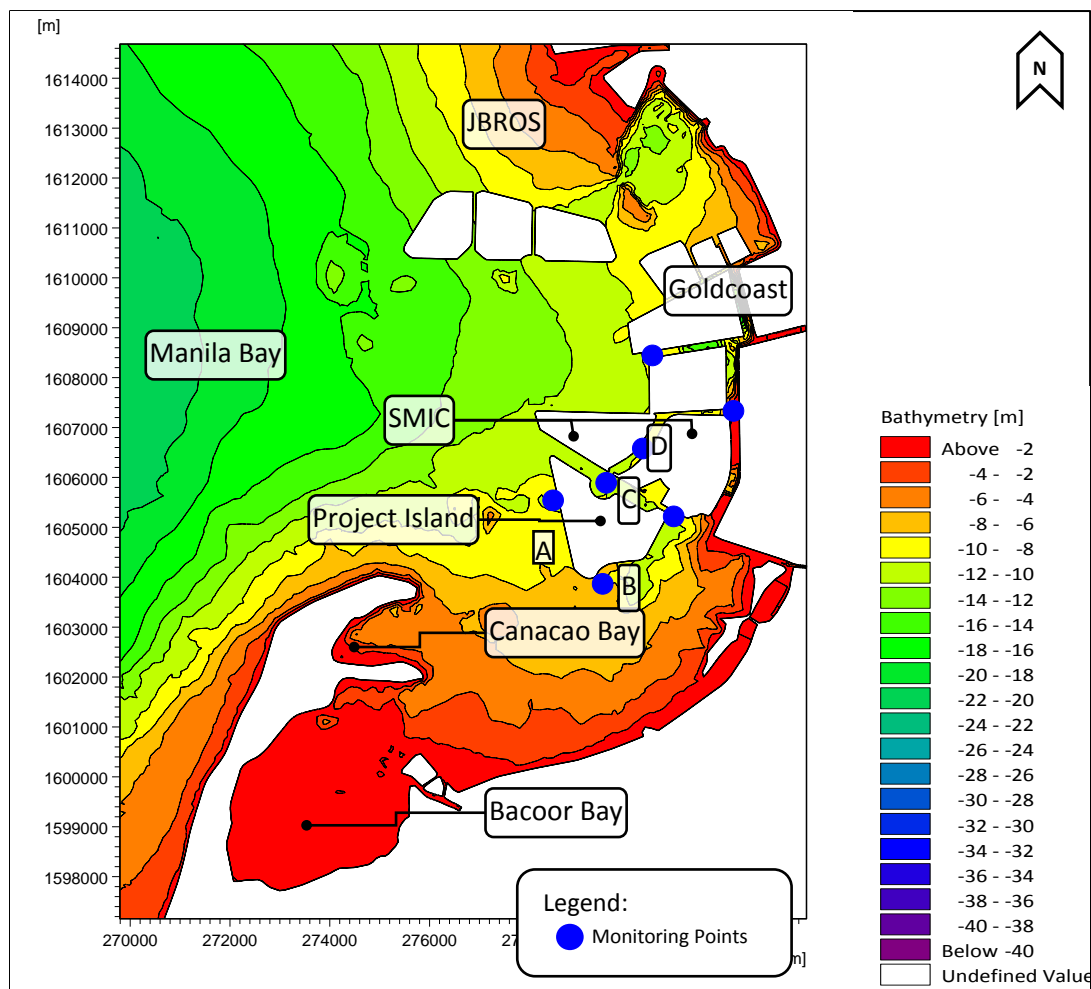 [m]
N
1614000
1613000
1612000
1611000
1610000
1609000
1608000
1607000
1606000
1605000
1604000
1603000
1602000
1601000
1600000
1599000
1598000
JBROS
Goldcoast
Manila Bay
SMIC
D
C
Project Island
A
B
Canacao Bay
Bacoor Bay
270000 272000 274000 276000
m]
Legend:
Monitoring Points
Bathymetry [m]
Above -2
-4 - -2
-6 - -4
-8 - -6
-10 - -8
-12 - -10
-14 - -12
-16 - -14
-18 - -16
-20 - -18
-22 - -20
-24 - -22
-26 - -24
-28 - -26
-30 - -28
-32 - -30
-34 - -32
-36 - -34
-38 - -36
-40 - -38
Below -40
Undefined Value